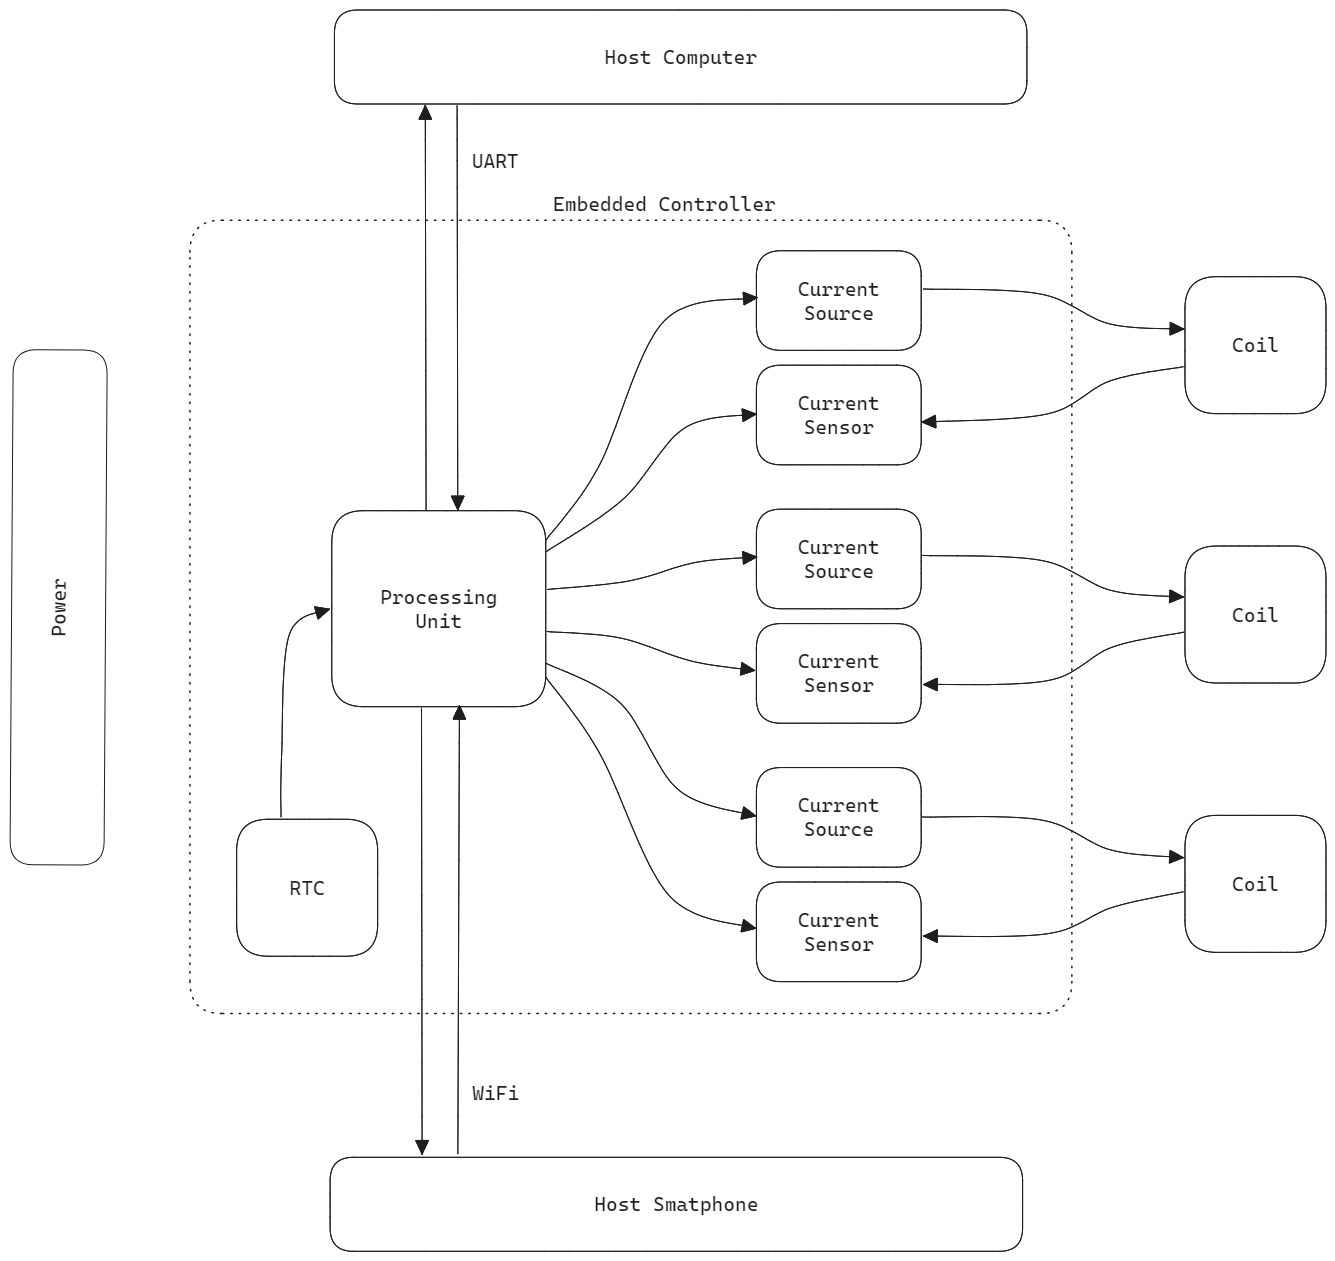 Host Computer
UART
Embedded Controller
Current
Source
Coil
Current
Sensor
Power
Processing
Unit
Current
Source
Coil
Current
Sensor
RTC
Current
Source
Coil
Current
Sensor
WiFi
Host Smatphone